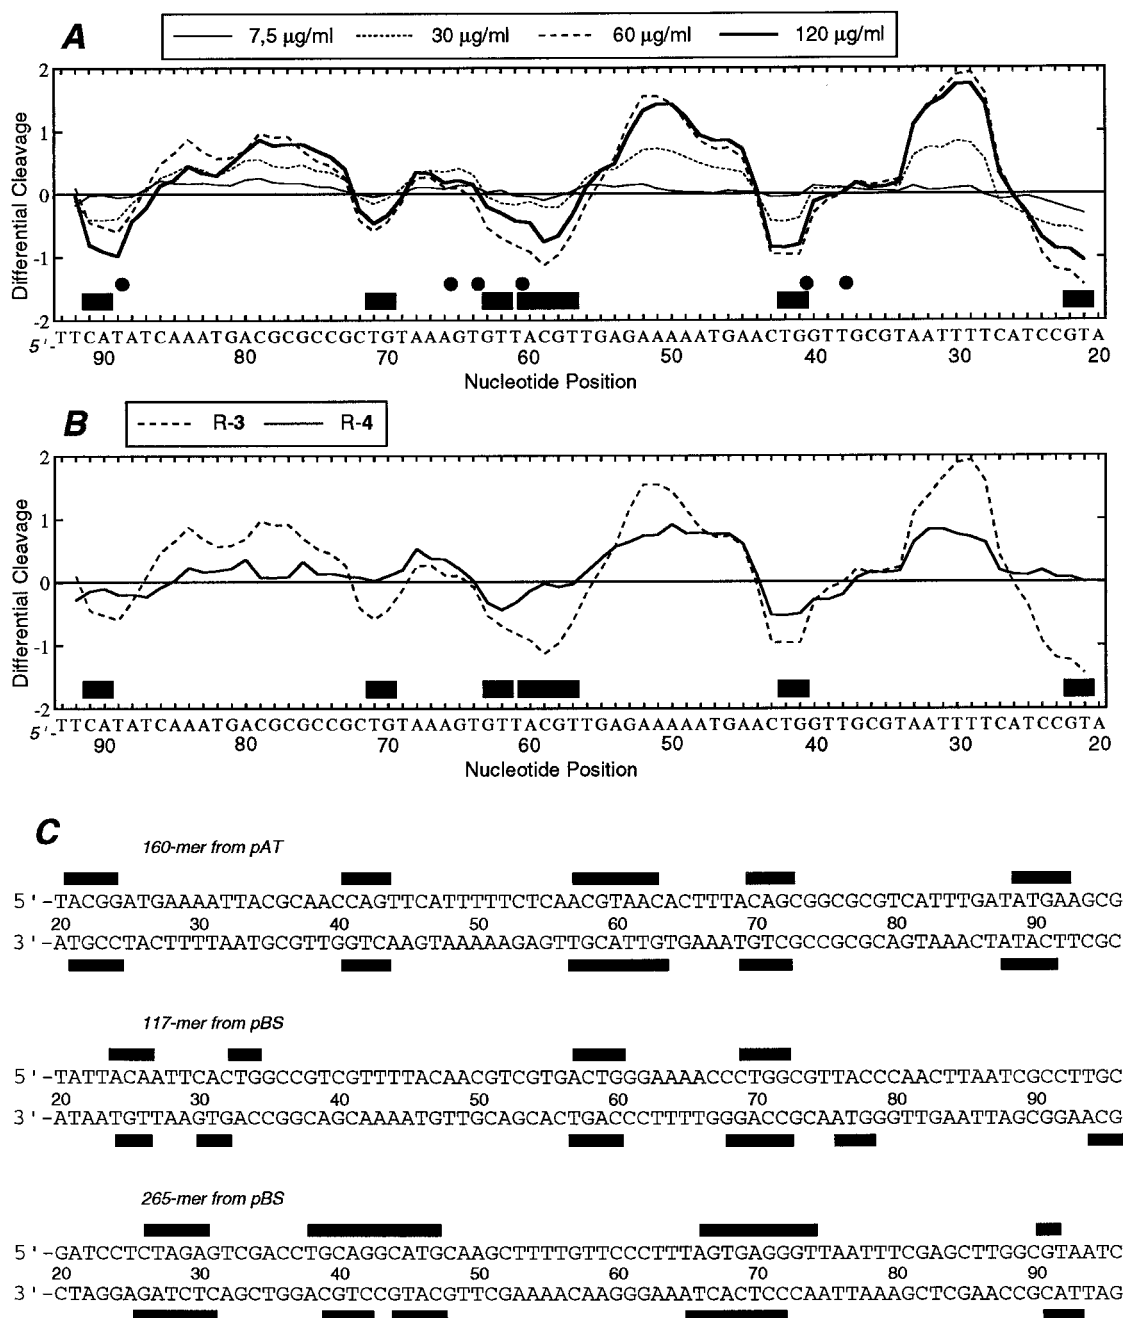 A
7,5 µg/ml 30 µg/ml 60 µg/ml 120 µg/ml
Differential Cleavage
2
1
0
-1
-2
5'-TTCATATCAAATGACGCGCCGCTGTAAAGTGTTACGTTGAGAAAAATGAACTGGTTGCGTAATTTTCATCCGTA
90 80 70 60 50 40 30 20
Nucleotide Position
B
R-3 R-4
Differential Cleavage
2
1
0
-1
-2
5'-TTCATATCAAATGACGCGCCGCTGTAAAGTGTTACGTTGAGAAAAATGAACTGGTTGCGTAATTTTCATCCGTA
90 80 70 60 50 40 30 20
Nucleotide Position
C
160-mer from pAT
5'-TACGGATGAAAATTACGCAACCAGTTCATTTTTCTCAACGTAACACTTTACAGCGGCGCGTCATTTGATATGAAGCG
20 30 40 50 60 70 80 90
3'-ATGCCTACTTTTAATGCGTTGGTCAAGTAAAAAGAGTTGCATTGTGAAATGTCGCCGCGCAGTAAACTATACTTCGC
117-mer from pBS
5'-TATTACAATTCACTGGCCGTCGTTTTACAACGTCGTGACTGGGAAAACCCTGGCGTTACCCAACTTAATCGCCTTGC
20 30 40 50 60 70 80 90
3'-ATAATGTTAAGTGACCGGCAGCAAAATGTTGCAGCACTGACCCTTTTGGGACCGCAATGGGTTGAATTAGCGGAACG
265-mer from pBS
5'-GATCCTCTAGAGTCGACCTGCAGGCATGCAAGCTTTTGTTCCCTTTAGTGAGGGTTAATTTCGAGCTTGGCGTAATC
20 30 40 50 60 70 80 90
3'-CTAGGAGATCTCAGCTGGACGTCCGTACGTTCGAAAACAAGGGAAATCACTCCCAATTAAAGCTCGAACCGCATTAG